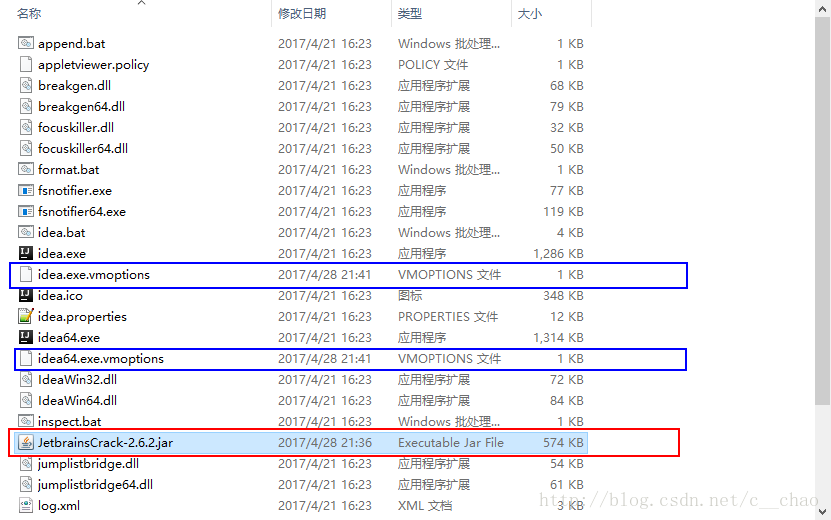 名称 修改日期 类型 大小
append.bat 2017/4/21 16:23 Windows 批处理... 1 KB
appletviewer.policy 2017/4/21 16:23 POLICY 文件 1 KB
breakgen.dll 2017/4/21 16:23 应用程序扩展 68 KB
breakgen64.dll 2017/4/21 16:23 应用程序扩展 79 KB
focuskiller.dll 2017/4/21 16:23 应用程序扩展 32 KB
focuskiller64.dll 2017/4/21 16:23 应用程序扩展 50 KB
format.bat 2017/4/21 16:23 Windows 批处理... 1 KB
fsnotifier.exe 2017/4/21 16:23 应用程序 77 KB
fsnotifier64.exe 2017/4/21 16:23 应用程序 119 KB
idea.bat 2017/4/21 16:23 Windows 批处理... 4 KB
idea.exe 2017/4/21 16:23 应用程序 1,286 KB
idea.exe.vmoptions 2017/4/28 21:41 VMOPTIONS 文件 1 KB
idea.ico 2017/4/21 16:23 图标 348 KB
idea.properties 2017/4/21 16:23 PROPERTIES 文件 12 KB
idea64.exe 2017/4/21 16:23 应用程序 1,314 KB
idea64.exe.vmoptions 2017/4/28 21:41 VMOPTIONS 文件 1 KB
IdeaWin32.dll 2017/4/21 16:23 应用程序扩展 72 KB
IdeaWin64.dll 2017/4/21 16:23 应用程序扩展 84 KB
inspect.bat 2017/4/21 16:23 Windows 批处理... 1 KB
JetbrainsCrack-2.6.2.jar 2017/4/28 21:36 Executable Jar File 574 KB
jumplistbridge.dll 2017/4/21 16:23 应用程序扩展 54 KB
jumplistbridge64.dll 2017/4/21 16:23 应用程序扩展 61 KB
log.xml 2017/4/21 16:23 XML 文档 3 KB
http://blog.csdn.net/c__chao